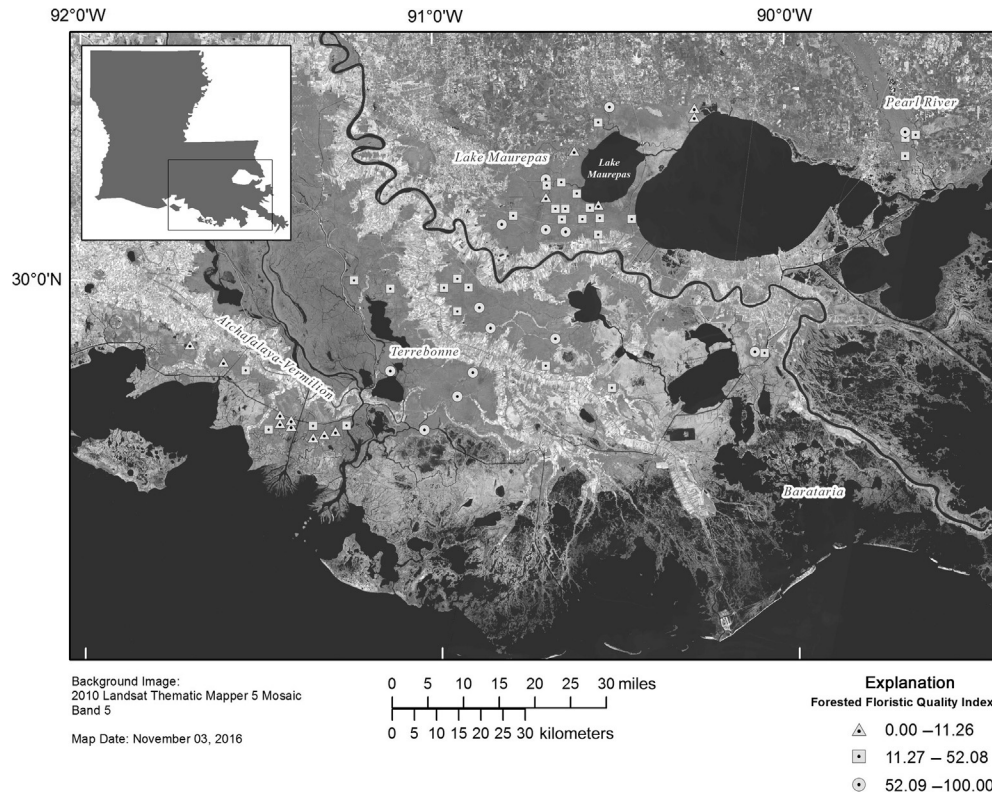 92°0'W 91°0'W 90°0'W
30°0'N
Pearl River
Lake Maurepas
Lake
Maurepas
Atchafalaya-Vermilion
Terrebonne
Barataria
Background Image:
2010 Landsat Thematic Mapper 5 Mosaic
Band 5
Map Date: November 03, 2016
0 5 10 15 20 25 30 miles
0 5 10 15 20 25 30 kilometers
Explanation
Forested Floristic Quality Index
0.00 –11.26
11.27 – 52.08
52.09 –100.00